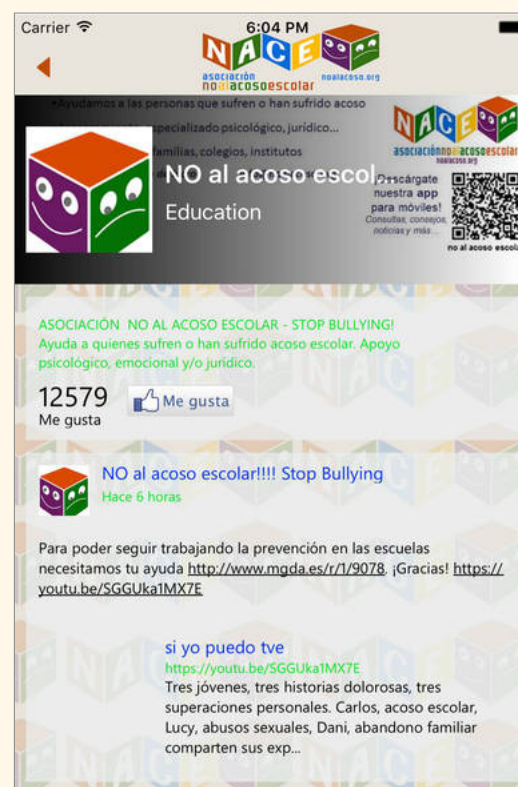 Carrier 6:04 PM
NACE
asociación
noalacosoescolar
noalacoso.org
•Ayudamos a las personas que sufren o han sufrido acoso
especializado psicológico, jurídico...
familias, colegios, institutos
NACE
asociaciónnoalacosoescolar
noalacoso.org
NO al acoso escol...
Education
Descárgate
nuestra app
para móviles!
Consultas, consejos,
noticias y más...
no al acoso escolar
ASOCIACIÓN NO AL ACOSO ESCOLAR - STOP BULLYING!
Ayuda a quienes sufren o han sufrido acoso escolar. Apoyo
psicológico, emocional y/o jurídico.
12579
Me gusta
Me gusta
NO al acoso escolar!!!! Stop Bullying
Hace 6 horas
Para poder seguir trabajando la prevención en las escuelas
necesitamos tu ayuda http://www.mgda.es/r/1/9078. ¡Gracias! https://
youtu.be/SGGUka1MX7E
si yo puedo tve
https://youtu.be/SGGUka1MX7E
Tres jóvenes, tres historias dolorosas, tres
superaciones personales. Carlos, acoso escolar,
Lucy, abusos sexuales, Dani, abandono familiar
comparten sus exp...